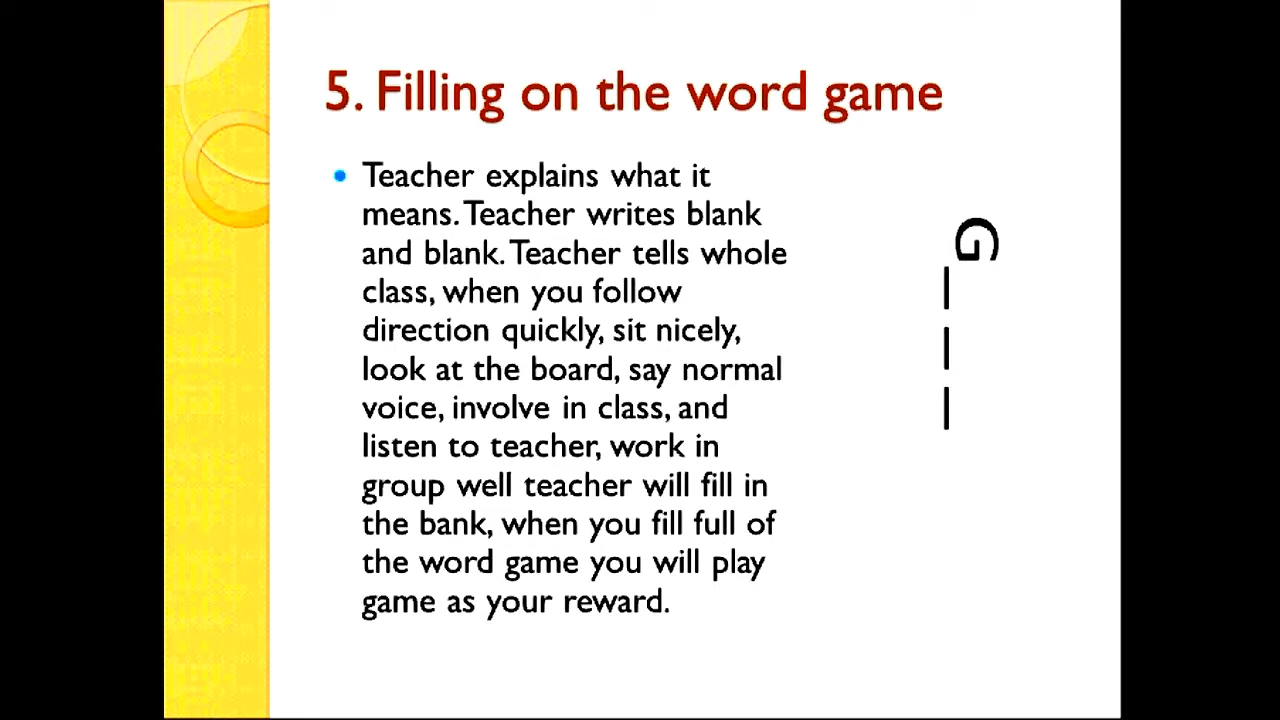 5. Filling on the word game
Teacher explains what it
means. Teacher writes blank
and blank. Teacher tells whole
class, when you follow
direction quickly, sit nicely,
look at the board, say normal
voice, involve in class, and
listen to teacher, work in
group well teacher will fill in
the bank, when you fill full of
the word game you will play
game as your reward.
G _ _ _